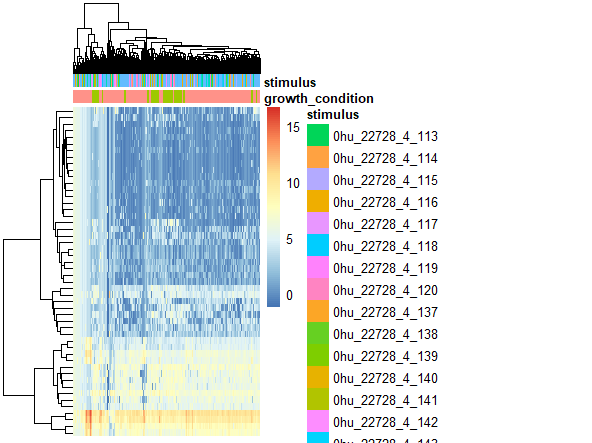 stimulus
growth_condition
15
10
5
0
stimulus
0hu_22728_4_113
0hu_22728_4_114
0hu_22728_4_115
0hu_22728_4_116
0hu_22728_4_117
0hu_22728_4_118
0hu_22728_4_119
0hu_22728_4_120
0hu_22728_4_137
0hu_22728_4_138
0hu_22728_4_139
0hu_22728_4_140
0hu_22728_4_141
0hu_22728_4_142